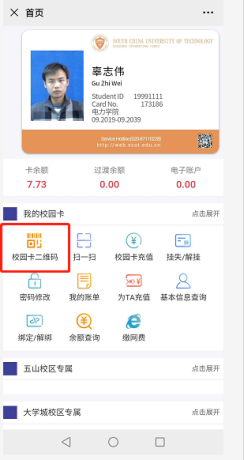 首页
SOUTH CHINA UNIVERSITY OF TECHNOLOGY
辜志伟
Gu Zhi Wei
Student ID 19991111
Card No. 173186
电力学院
09.2019-09.2039
卡余额 过渡余额 电子账户
7.73 0.00 0.00
我的校园卡 点击展开
校园卡二维码 扫一扫 校园卡充值 挂失/解挂
密码修改 我的账单 为TA充值 基本信息查询
绑定/解绑 余额查询 缴网费
五山校区专属 点击展开
大学城校区专属 点击展开